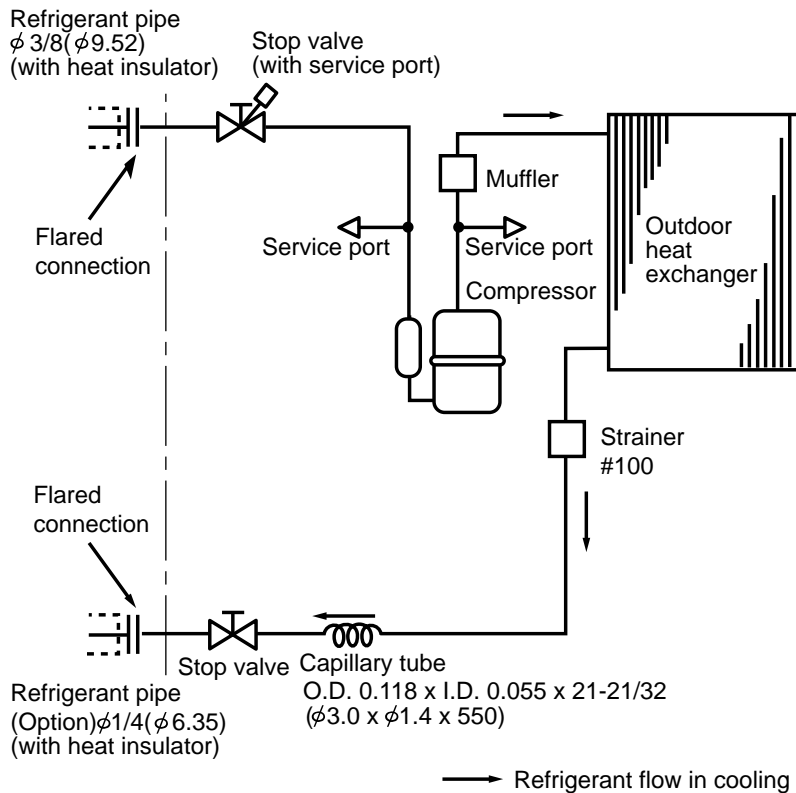 Refrigerant pipe
ϕ 3/8(ϕ9.52)
(with heat insulator)
Stop valve
(with service port)
Muffler
Flared
connection
Service port
Service port
Outdoor
heat
exchanger
Compressor
Strainer
#100
Flared
connection
Stop valve
Capillary tube
O.D. 0.118 x I.D. 0.055 x 21-21/32
(ϕ3.0 x ϕ1.4 x 550)
Refrigerant pipe
(Option)ϕ1/4(ϕ6.35)
(with heat insulator)
Refrigerant flow in cooling